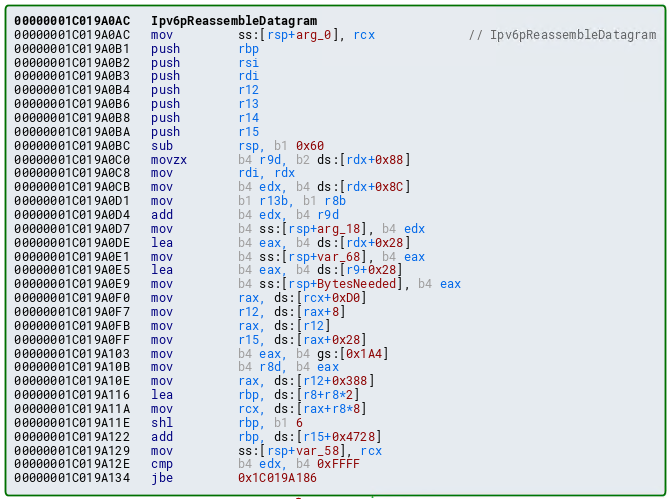 00000001C019A0AC Ipv6pReassembleDatagram
00000001C019A0AC mov ss:[rsp+arg_0], rcx // Ipv6pReassembleDatagram
00000001C019A0B1 push rbp
00000001C019A0B2 push rsi
00000001C019A0B3 push rdi
00000001C019A0B4 push r12
00000001C019A0B6 push r13
00000001C019A0B8 push r14
00000001C019A0BA push r15
00000001C019A0BC sub rsp, b1 0x60
00000001C019A0C0 movzx b4 r9d, b2 ds:[rdx+0x88]
00000001C019A0C8 mov rdi, rdx
00000001C019A0CB mov b4 edx, b4 ds:[rdx+0x8C]
00000001C019A0D1 mov b1 r13b, b1 r8b
00000001C019A0D4 add b4 edx, b4 r9d
00000001C019A0D7 mov b4 ss:[rsp+arg_18], b4 edx
00000001C019A0DE lea b4 eax, b4 ds:[rdx+0x28]
00000001C019A0E1 mov b4 ss:[rsp+var_68], b4 eax
00000001C019A0E5 lea b4 eax, b4 ds:[r9+0x28]
00000001C019A0E9 mov b4 ss:[rsp+BytesNeeded], b4 eax
00000001C019A0F0 mov rax, ds:[rcx+0xD0]
00000001C019A0F7 mov r12, ds:[rax+8]
00000001C019A0FB mov rax, ds:[r12]
00000001C019A0FF mov r15, ds:[rax+0x28]
00000001C019A103 mov b4 eax, b4 gs:[0x1A4]
00000001C019A10B mov b4 r8d, b4 eax
00000001C019A10E mov rax, ds:[r12+0x388]
00000001C019A116 lea rbp, ds:[r8+r8*2]
00000001C019A11A mov rcx, ds:[rax+r8*8]
00000001C019A11E shl rbp, b1 6
00000001C019A122 add rbp, ds:[r15+0x4728]
00000001C019A129 mov ss:[rsp+var_58], rcx
00000001C019A12E cmp b4 edx, b4 0xFFFF
00000001C019A134 jbe 0x1C019A186